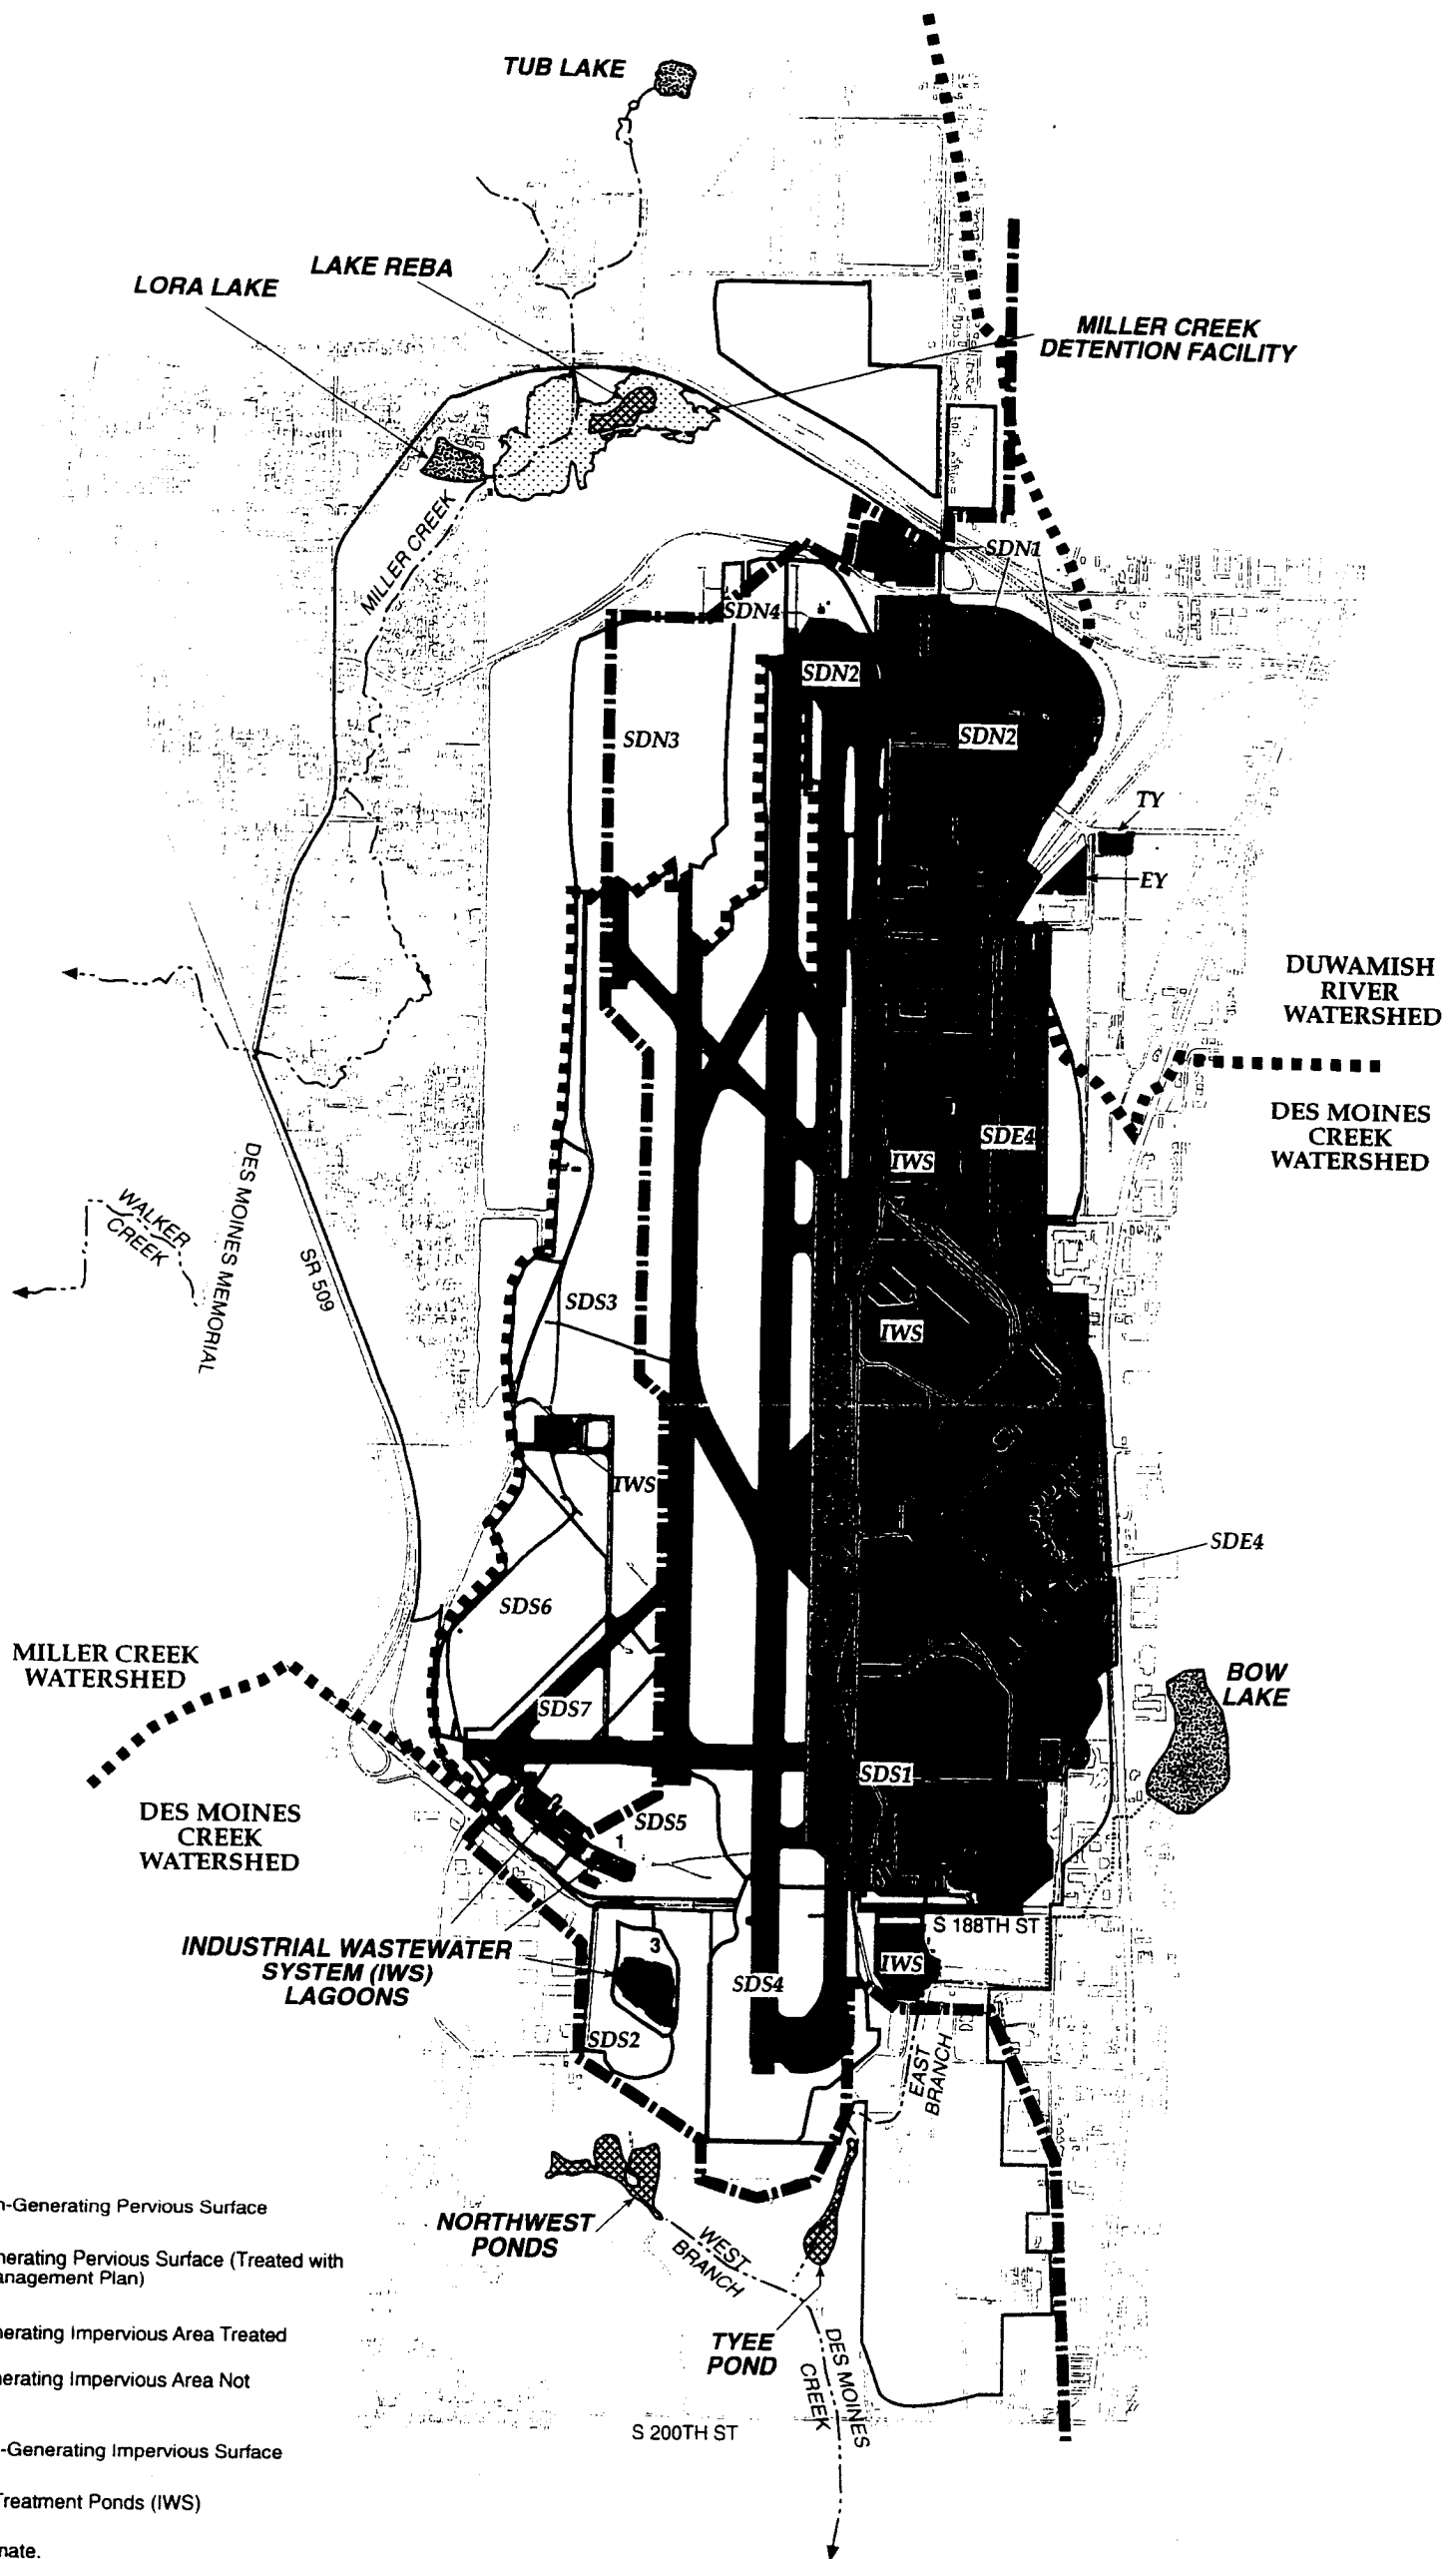 TUB LAKE
LAKE REBA
LORA LAKE
MILLER CREEK
DETENTION FACILITY
MILLER CREEK
SDN1
SDN4
SDN2
SDN3
SDN2
TY
EY
DUWAMISH
RIVER
WATERSHED
DES MOINES
CREEK
WATERSHED
SDE4
IWS
WALKER
CREEK
DES MOINES MEMORIAL
SR 509
SDS3
IWS
IWS
SDE4
SDS6
MILLER CREEK
WATERSHED
BOW
LAKE
SDS7
SDS1
DES MOINES
CREEK
WATERSHED
SDS5
1
S 188TH ST
INDUSTRIAL WASTEWATER
SYSTEM (IWS)
LAGOONS
3
IWS
SDS4
SDS2
EAST
BRANCH
n-Generating Pervious Surface
NORTHWEST
PONDS
WEST
BRANCH
nerating Pervious Surface (Treated with
anagement Plan)
nerating Impervious Area Treated
TYEE
POND
DES MOINES
CREEK
nerating Impervious Area Not
S 200TH ST
-Generating Impervious Surface
Treatment Ponds (IWS)
nate.